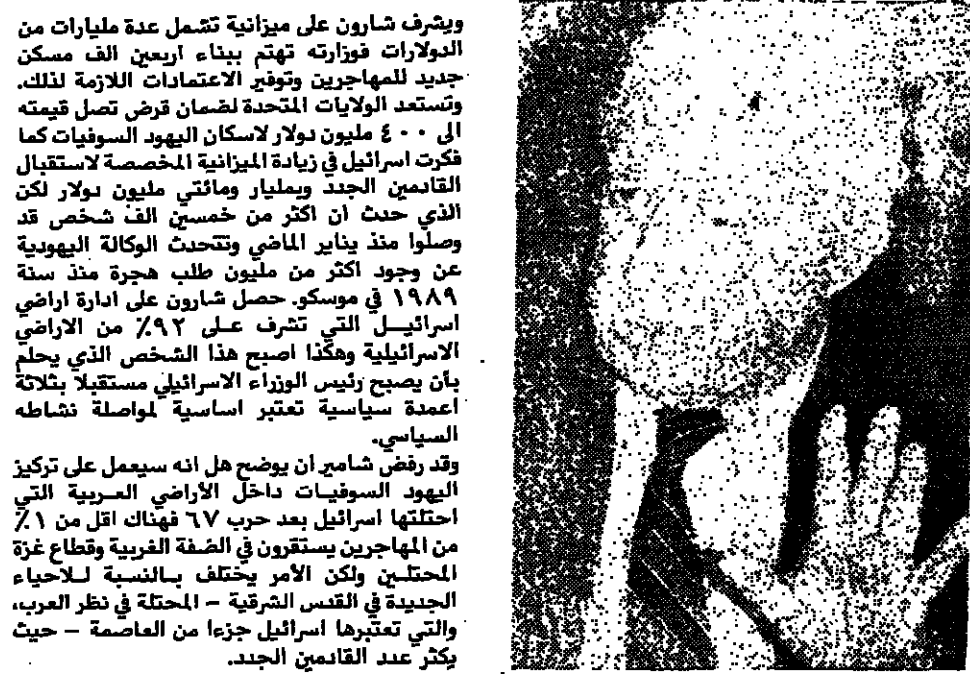 ويشرف شارون على ميزانية تشمل عدة مليارات من
الدولارات فوزارته تهتم ببناء اربعين الف مسكن
جديد للمهاجرين وتوفير الاعتمادات اللازمة لذلك.
وتستعد الولايات المتحدة لضمان قرض تصل قيمته
الى ٤٠٠ مليون دولار لاسكان اليهود السوفيات كما
فكرت اسرائيل في زيادة الميزانية المخصصة لاستقبال
القادمين الجدد وبمليار ومائتي مليون دولار لكن
الذي حدث ان اكثر من خمسين الف شخص قد
وصلوا منذ يناير الماضي وتتحدث الوكالة اليهودية
عن وجود اكثر من مليون طلب هجرة منذ سنة
١٩٨٩ في موسكو. حصل شارون على ادارة اراضي
اسرائيل التي تشرف على ٩٢٪ من الاراضي
الاسرائيلية وهكذا اصبح هذا الشخص الذي يحلم
بأن يصبح رئيس الوزراء الاسرائيلي مستقبلا بثلاثة
اعمدة سياسية تعتبر اساسية لمواصلة نشاطه
السياسي.
وقد رفض شامير أن يوضح هل انه سيعمل على تركيز
اليهود السوفيات داخل الأراضي العربية التي
احتلتها اسرائيل بعد حرب ٦٧ فهناك اقل من ١٪
من المهاجرين يستقرون في الضفة الغربية وقطاع غزة
المحتلين ولكن الأمر يختلف بالنسبة للاحياء
الجديدة في القدس الشرقية – المحتلة في نظر العرب،
والتي تعتبرها اسرائيل جزءا من العاصمة – حيث
يكثر عدد القادمين الجدد.